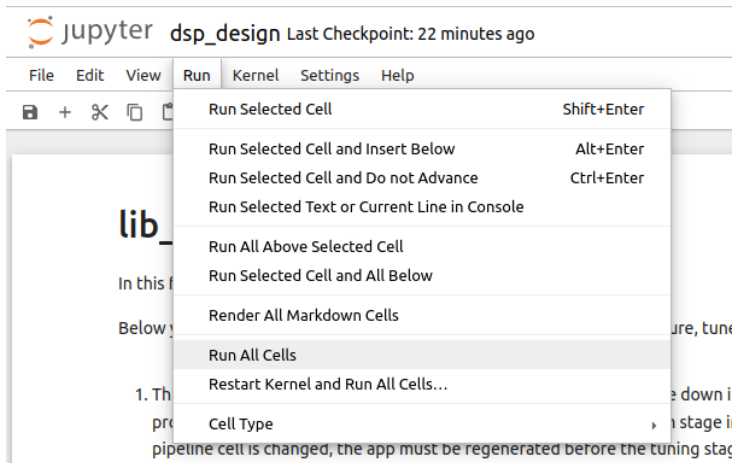 jupyter dsp_design Last Checkpoint: 22 minutes ago
File Edit View Run Kernel Settings Help
Run Selected Cell Shift+Enter
Run Selected Cell and Insert Below Alt+Enter
Run Selected Cell and Do not Advance Ctrl+Enter
Run Selected Text or Current Line in Console
lib_
Run All Above Selected Cell
In this
Run Selected Cell and All Below
Render All Markdown Cells
Below ure, tune
Run All Cells
Restart Kernel and Run All Cells...
1. Th e down i
pro stage i
Cell Type
pipeline cell is changed, the app must be regenerated before the tuning stag